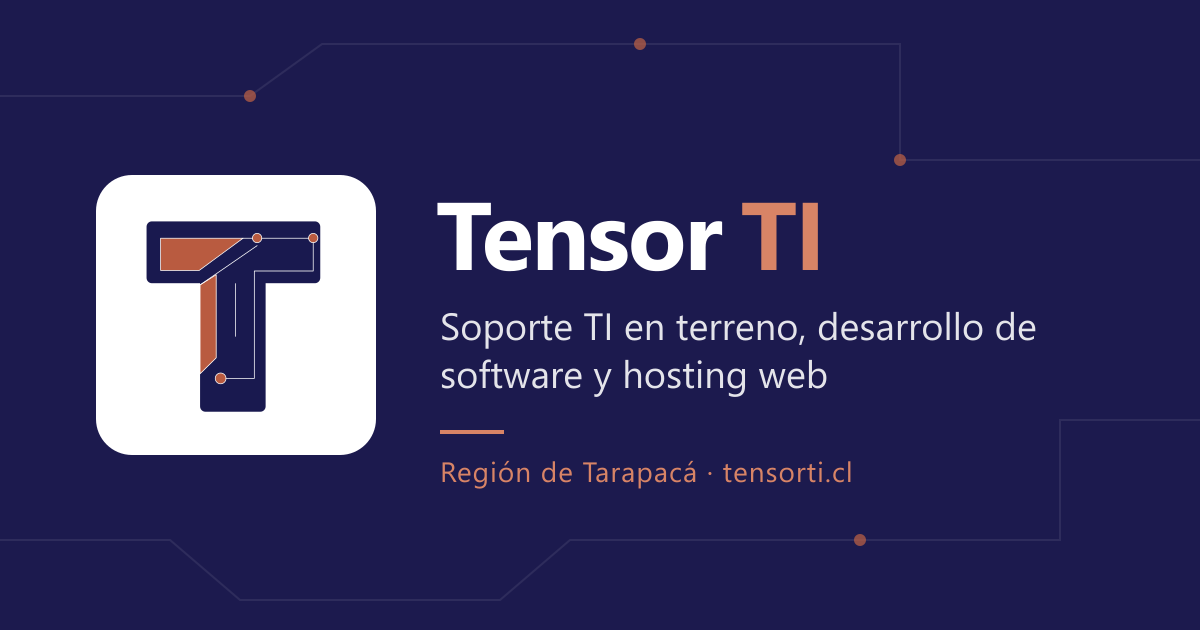 Tensor TI
Soporte TI en terreno, desarrollo de
software y hosting web
Región de Tarapacá · tensorti.cl